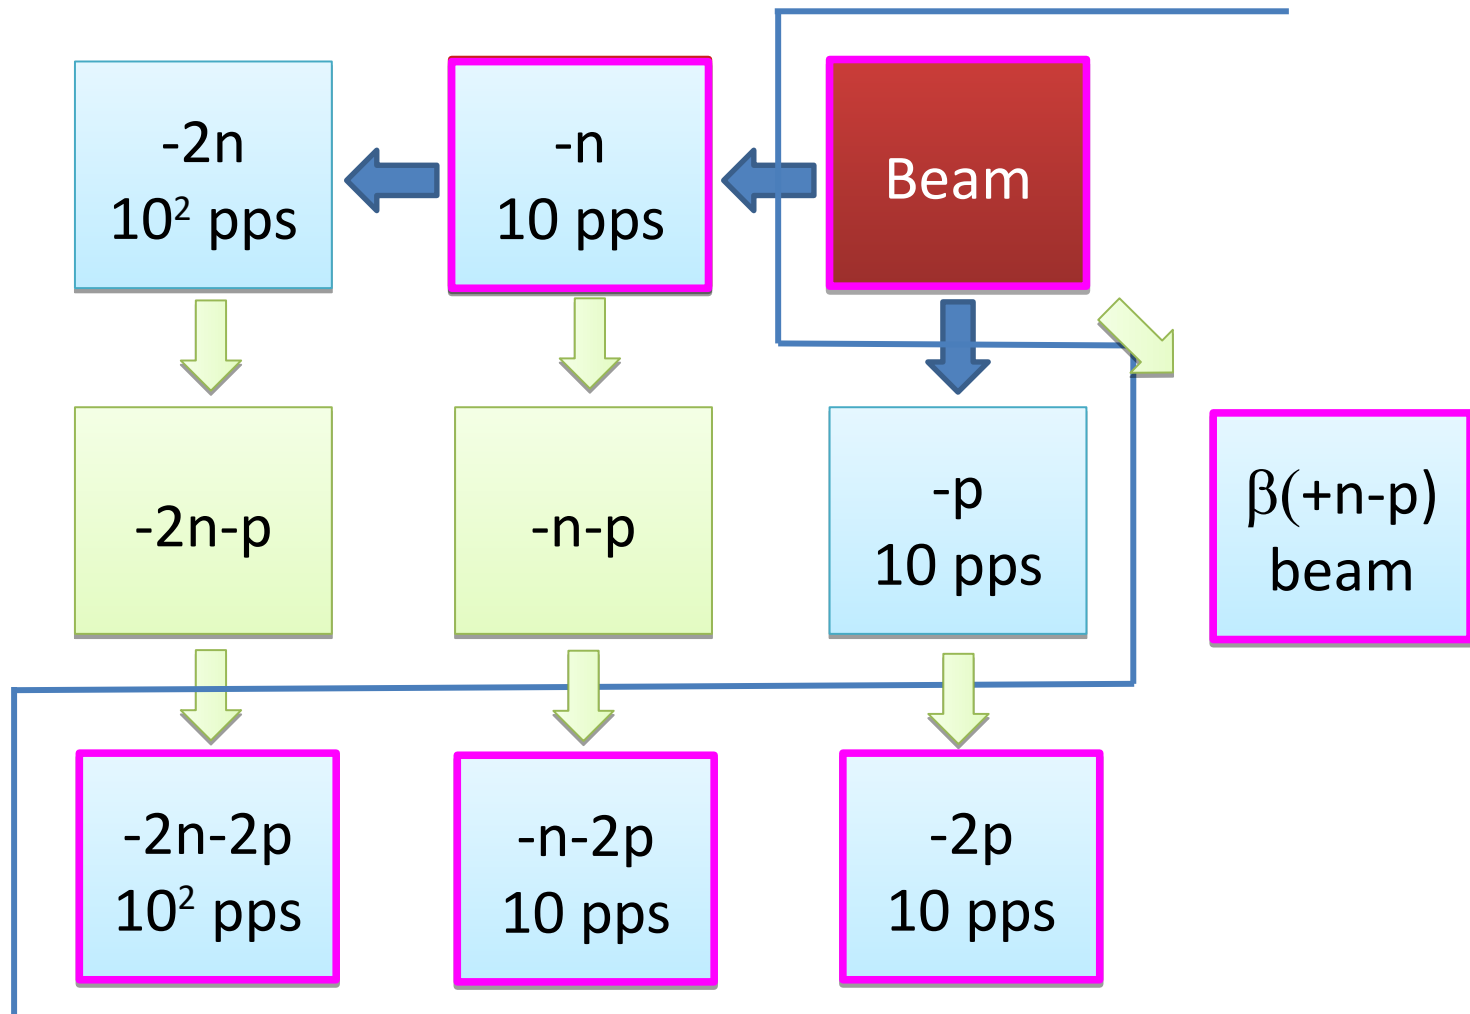 -2n
10² pps
-n
10 pps
Beam
-2n-p
-n-p
-p
10 pps
β(+n-p)
beam
-2n-2p
10² pps
-n-2p
10 pps
-2p
10 pps